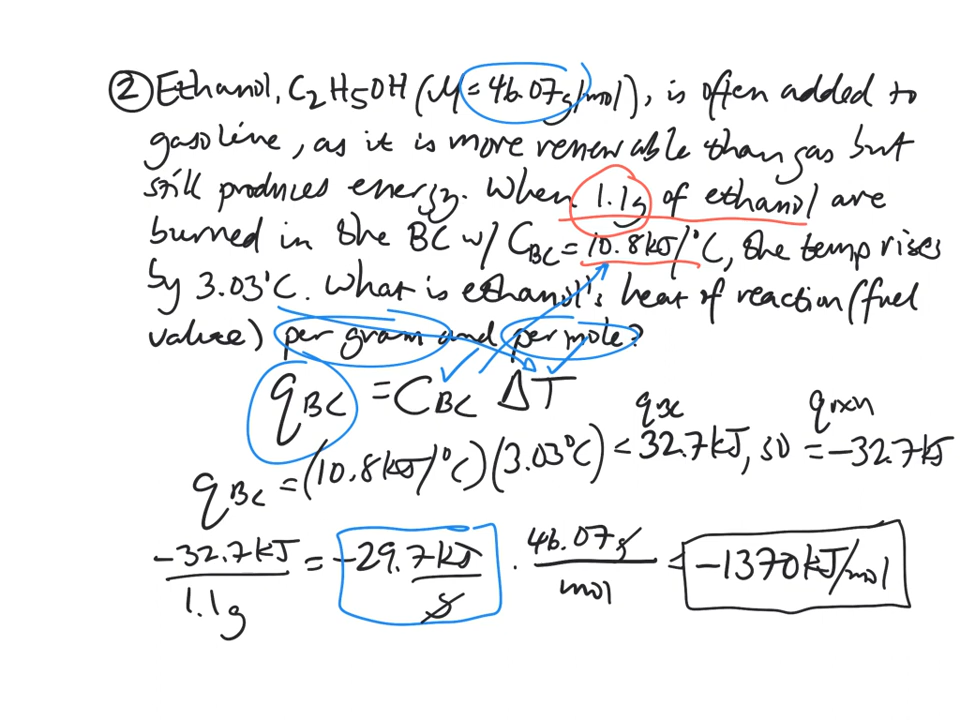 ② Ethanol, C2H5OH (M = 46.07g/mol), is often added to
gasoline, as it is more renewable than gas but
still produces energy. When 1.1g of ethanol are
burned in the BC w/ CBC = 10.8kJ/°C, the temp rises
by 3.03°C. What is ethanol's heat of reaction (fuel
value) per gram and per mole?
qBC = CBC ΔT
qBC qrxn
qBC = (10.8kJ/°C)(3.03°C) = 32.7kJ, so = -32.7kJ
-32.7kJ / 1.1g = -29.7kJ / g · 46.07g / mol = -1370kJ/mol